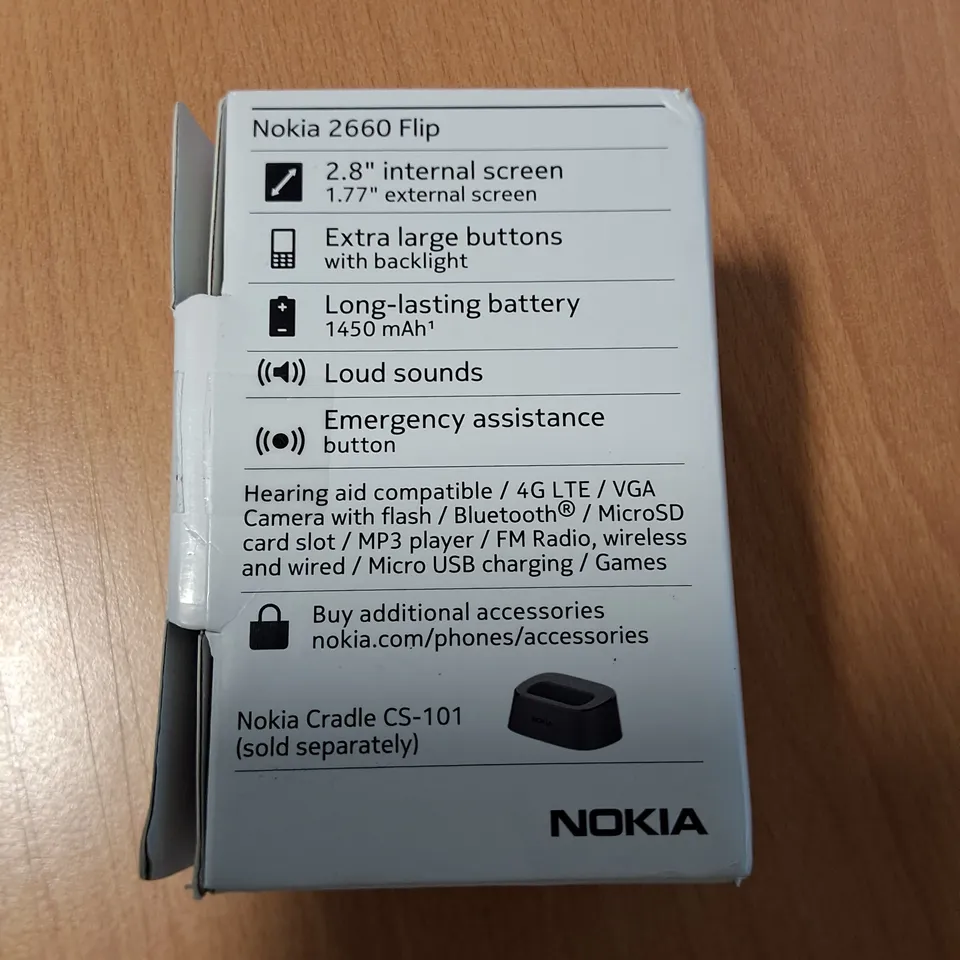 Nokia 2660 Flip
2.8" internal screen
1.77" external screen
Extra large buttons
with backlight
Long-lasting battery
1450 mAh¹
Loud sounds
Emergency assistance
button
Hearing aid compatible / 4G LTE / VGA
Camera with flash / Bluetooth® / MicroSD
card slot / MP3 player / FM Radio, wireless
and wired / Micro USB charging / Games
Buy additional accessories
nokia.com/phones/accessories
Nokia Cradle CS-101
(sold separately)
NOKIA
NOKIA